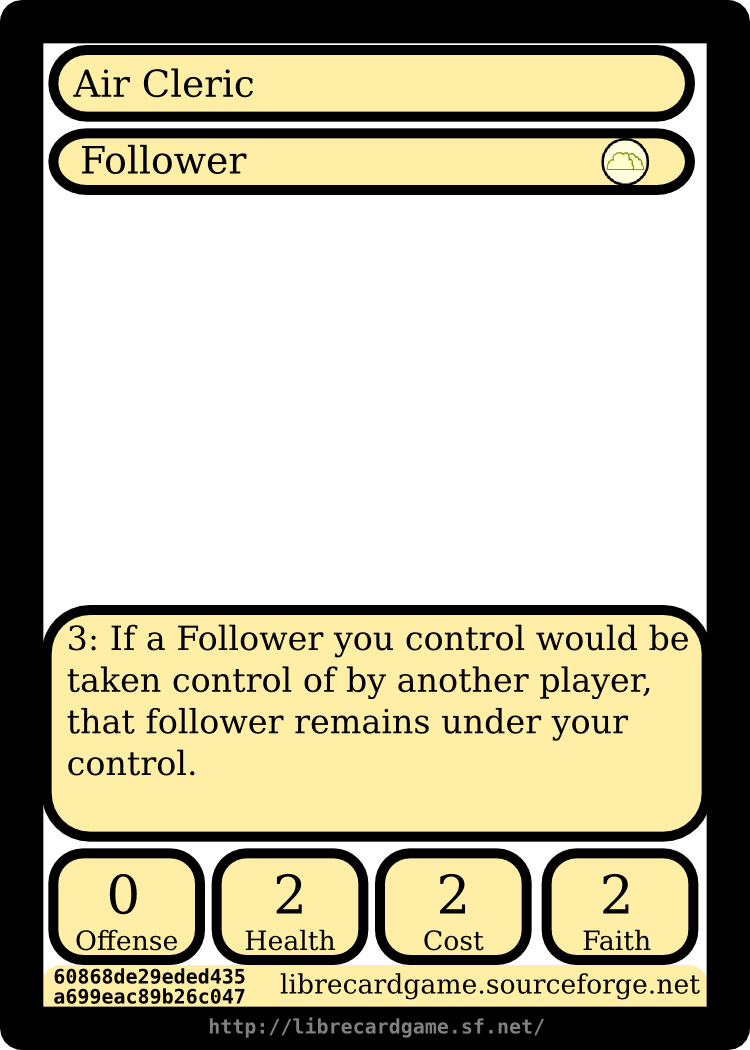 Air Cleric
Follower
3: If a Follower you control would be
taken control of by another player,
that follower remains under your
control.
0 2 2 2
Offense Health Cost Faith
60868de29eded435
a699eac89b26c047
librecardgame.sourceforge.net
http://librecardgame.sf.net/